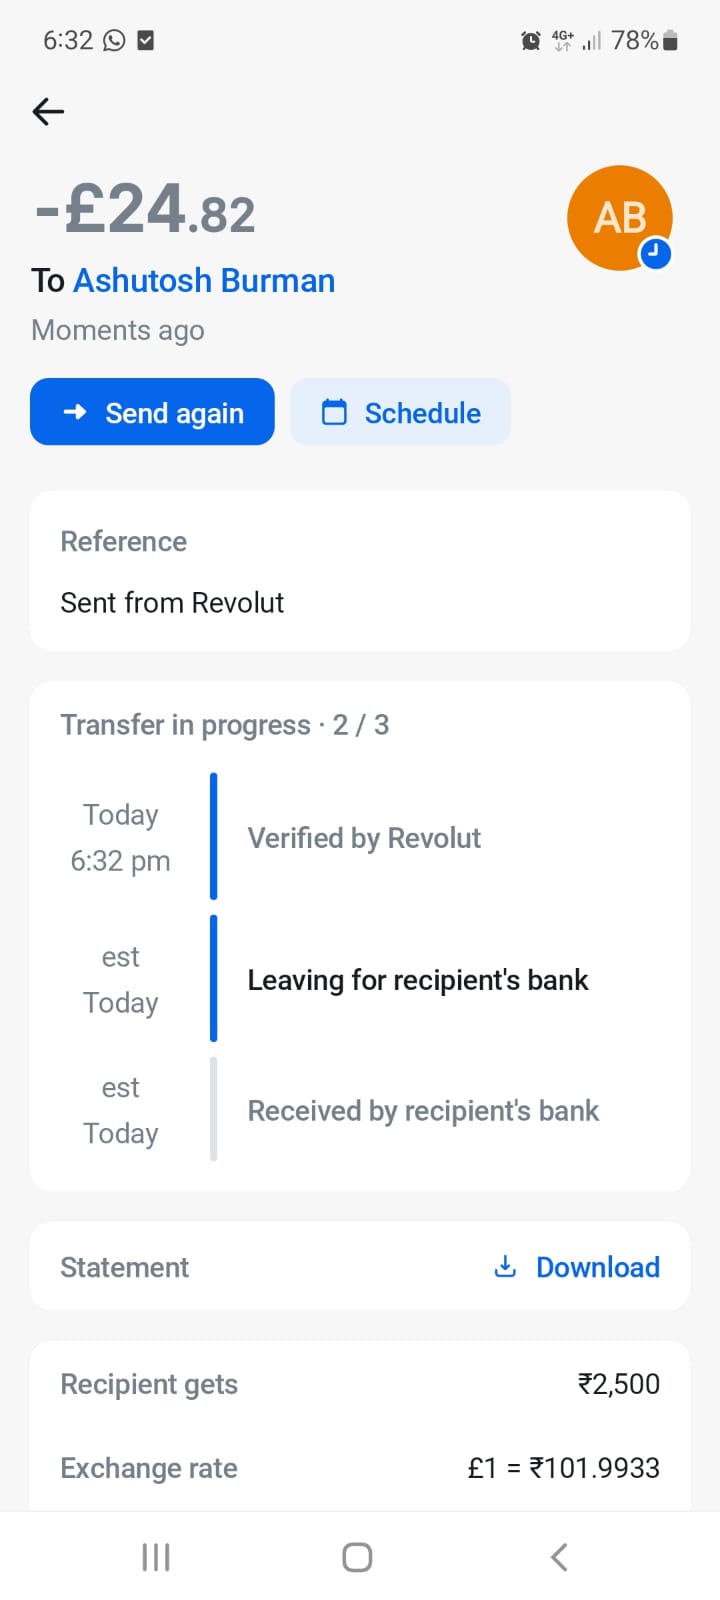 6:32 4G+ 78%
-£24.82
AB
To Ashutosh Burman
Moments ago
Send again
Schedule
Reference
Sent from Revolut
Transfer in progress · 2 / 3
Today
6:32 pm
Verified by Revolut
est
Today
Leaving for recipient's bank
est
Today
Received by recipient's bank
Statement
Download
Recipient gets ₹2,500
Exchange rate £1 = ₹101.9933